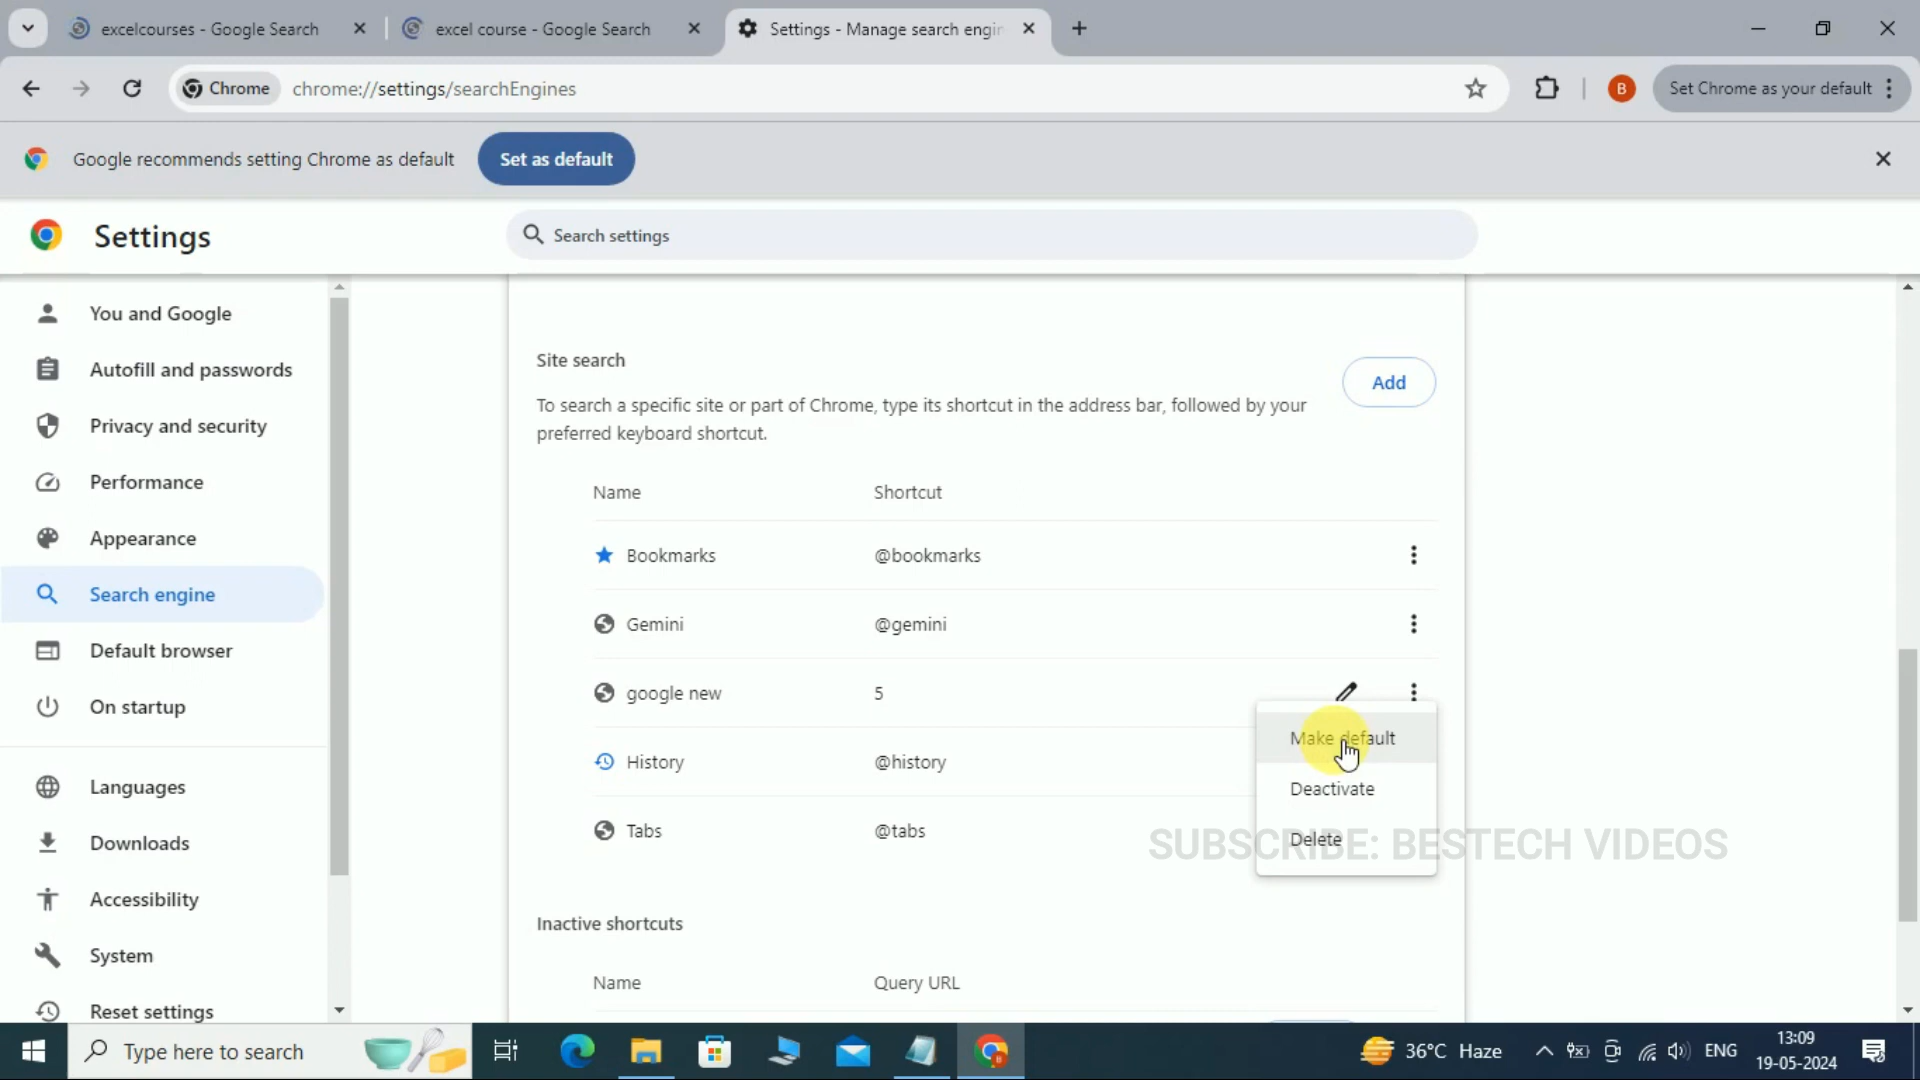 excelcourses - Google Search
excel course - Google Search
Settings - Manage search engin
Chrome
chrome://settings/searchEngines
B
Set Chrome as your default
Google recommends setting Chrome as default
Set as default
Settings
Search settings
You and Google
Autofill and passwords
Privacy and security
Performance
Appearance
Search engine
Default browser
On startup
Languages
Downloads
Accessibility
System
Reset settings
Site search
Add
To search a specific site or part of Chrome, type its shortcut in the address bar, followed by your
preferred keyboard shortcut.
Name Shortcut
Bookmarks @bookmarks
Gemini @gemini
google new 5
History @history
Tabs @tabs
Make default
Deactivate
Delete
SUBSCRIBE: BESTECH VIDEOS
Inactive shortcuts
Name Query URL
Type here to search
36°C Haze
ENG
13:09
19-05-2024